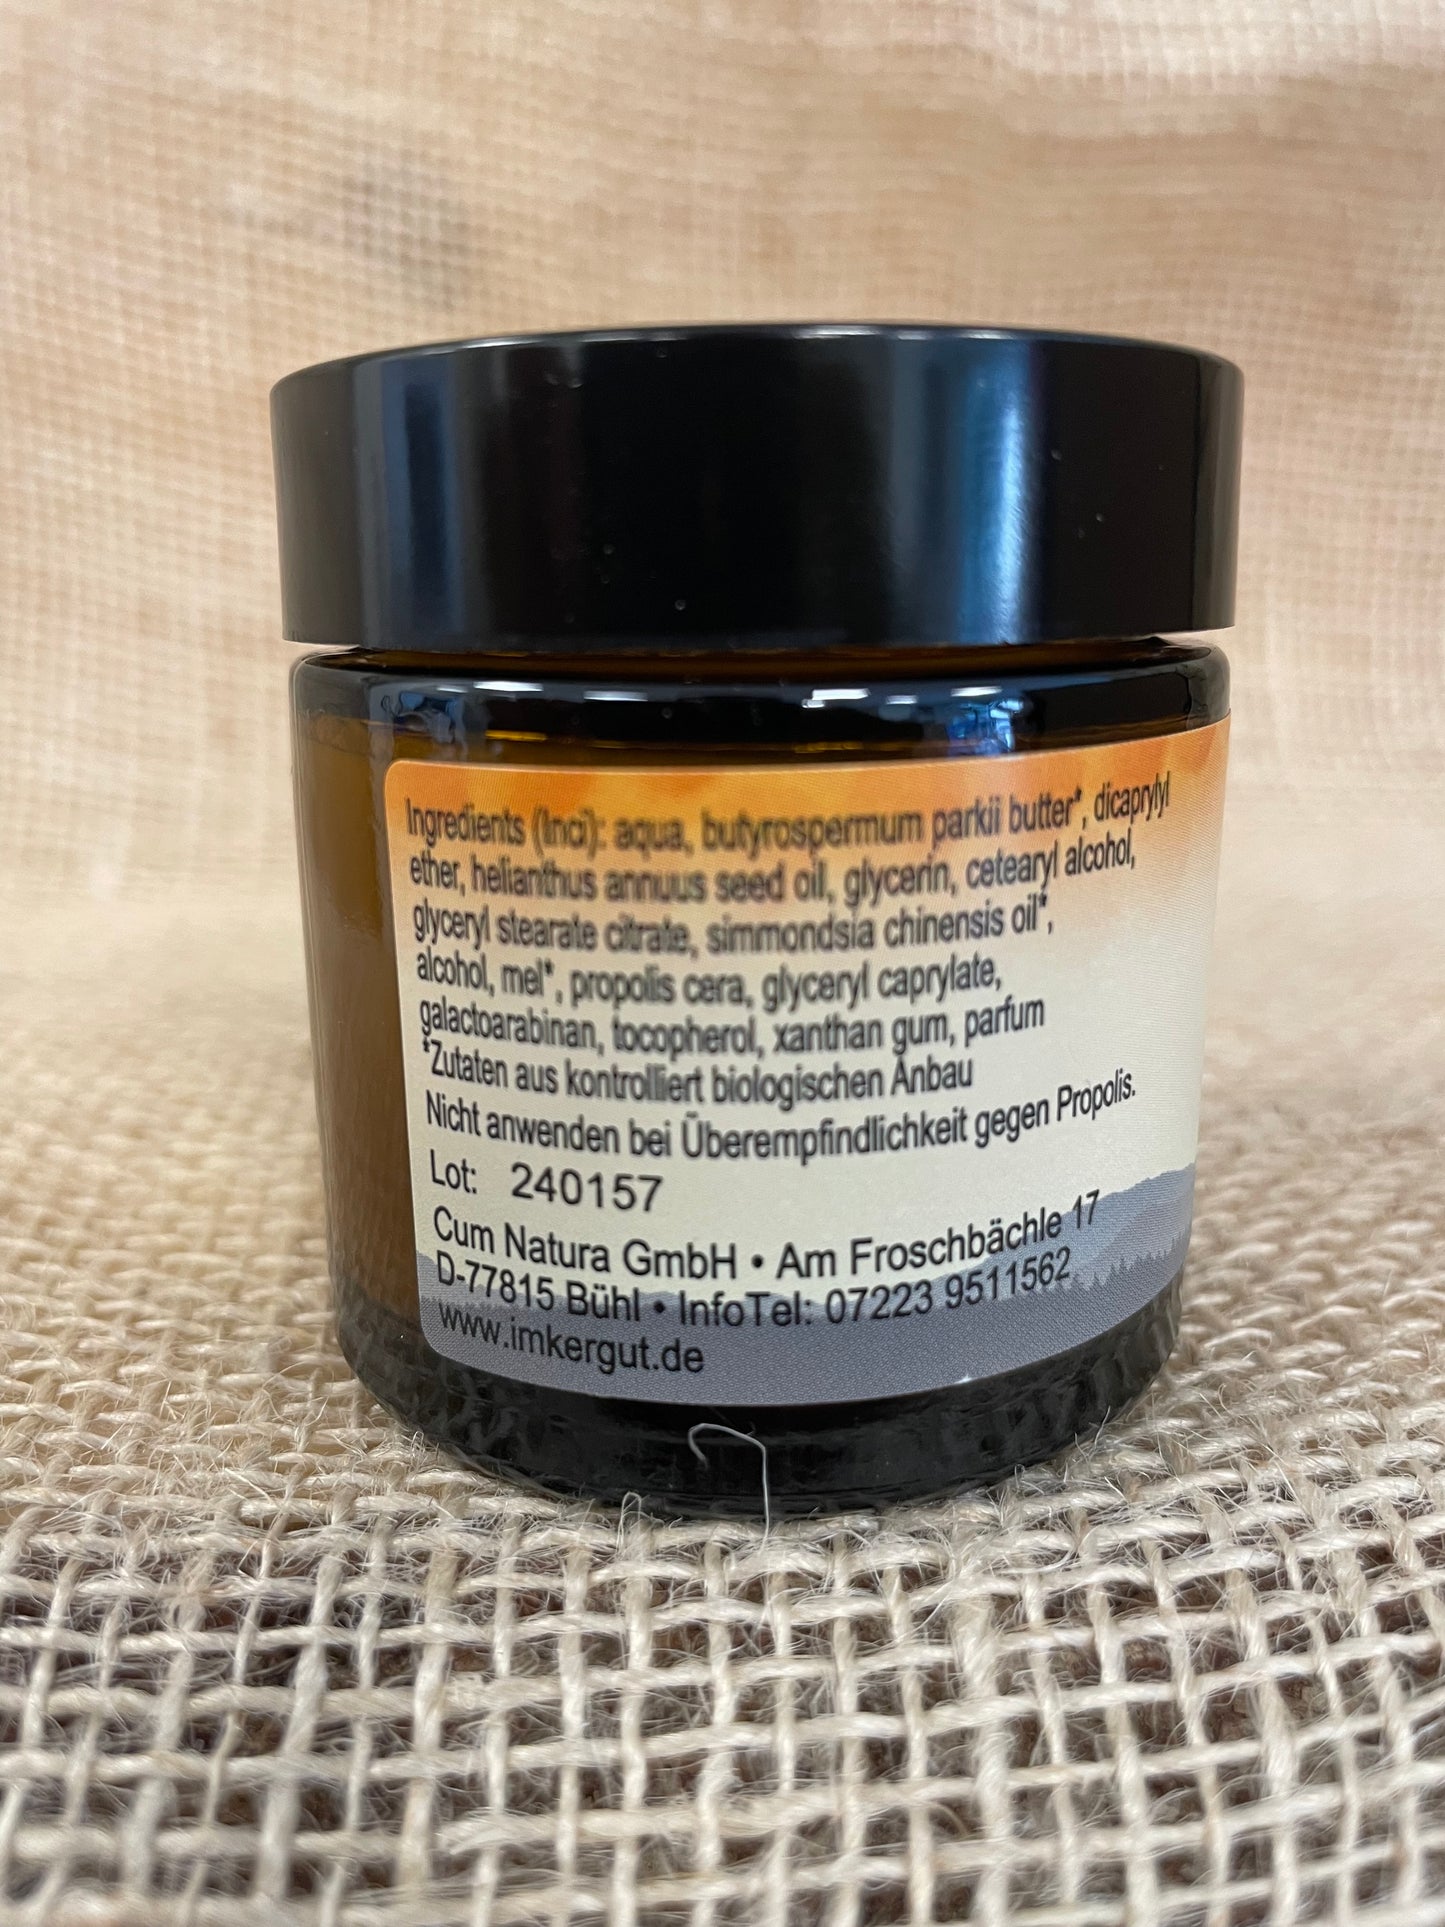 Ingredients (Inci): aqua, butyrospermum parkii butter*, dicaprylyl
ether, helianthus annuus seed oil, glycerin, cetearyl alcohol,
glyceryl stearate citrate, simmondsia chinensis oil*,
alcohol, mel*, propolis cera, glyceryl caprylate,
galactoarabinan, tocopherol, xanthan gum, parfum
*Zutaten aus kontrolliert biologischen Anbau
Nicht anwenden bei Überempfindlichkeit gegen Propolis.
Lot: 240157
Cum Natura GmbH • Am Froschbächle 17
D-77815 Bühl • InfoTel: 07223 9511562
www.imkergut.de